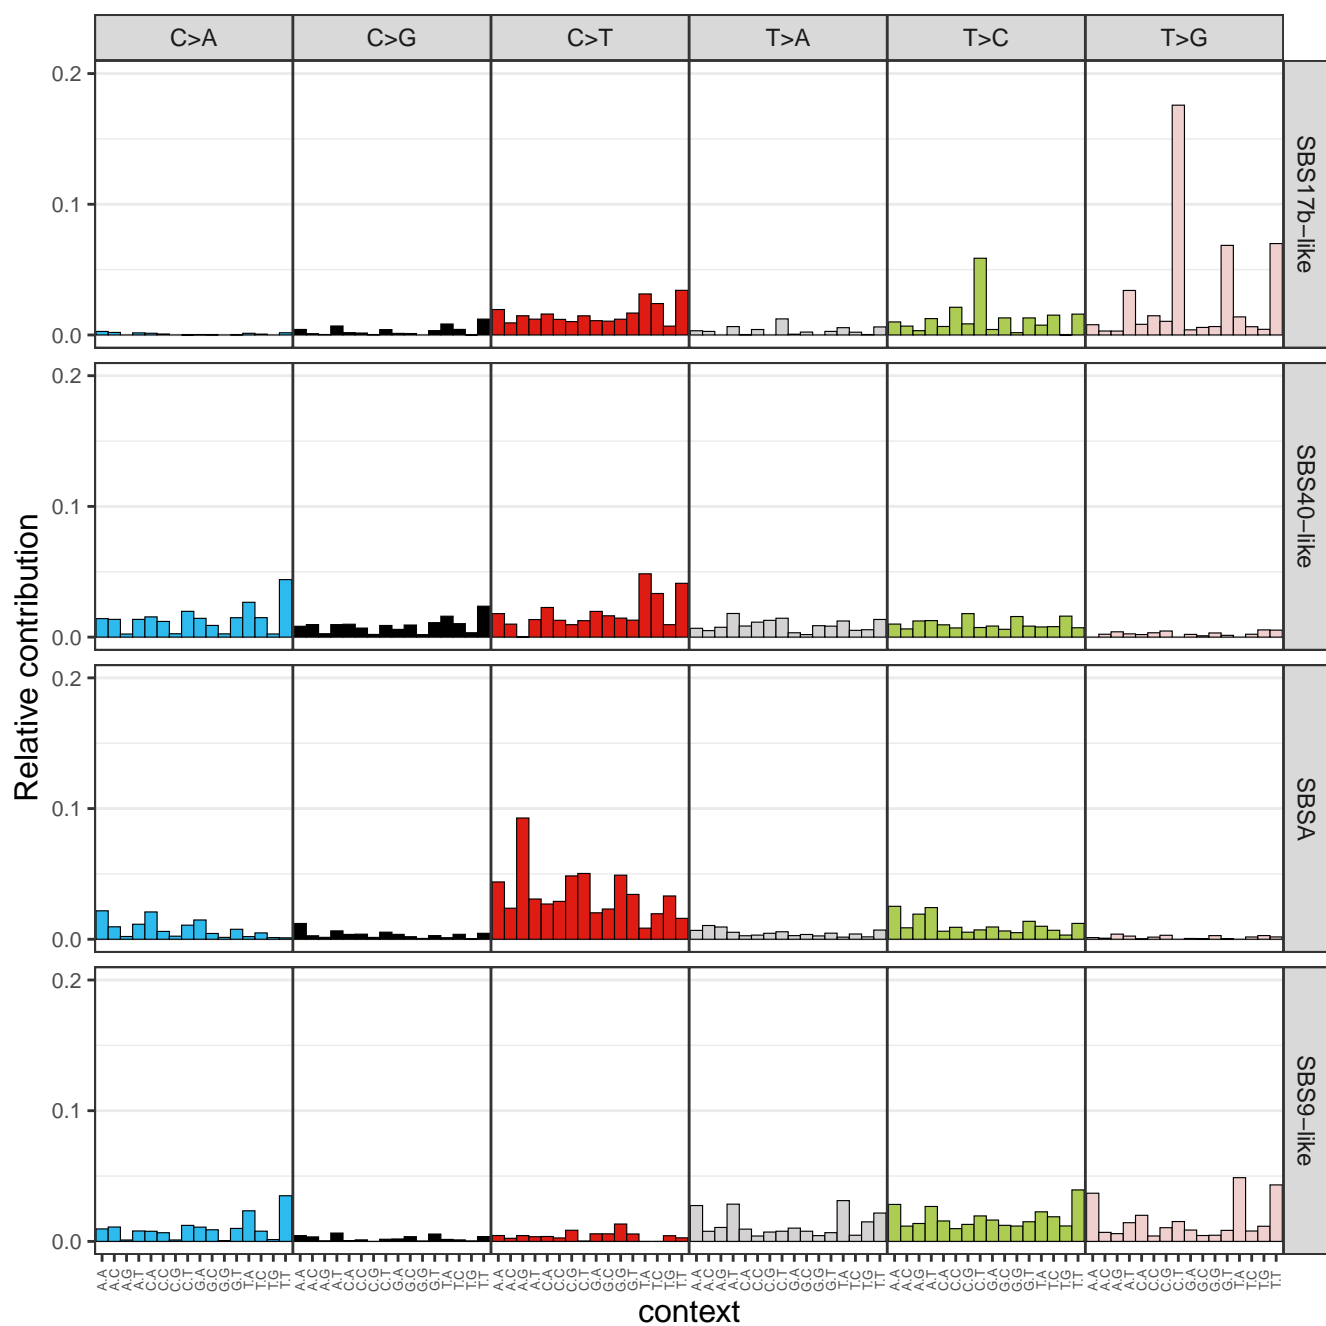 C>A C>G C>T T>A T>C T>G
0.2
0.1
0.0
SBS17b−like
0.2
0.1
0.0
SBS40−like
0.2
0.1
0.0
SBSA
0.2
0.1
0.0
SBS9−like
Relative contribution
A.A A.C A.G A.T C.A C.C C.G C.T G.A G.C G.G G.T T.A T.C T.G T.T A.A A.C A.G A.T C.A C.C C.G C.T G.A G.C G.G G.T T.A T.C T.G T.T A.A A.C A.G A.T C.A C.C C.G C.T G.A G.C G.G G.T T.A T.C T.G T.T A.A A.C A.G A.T C.A C.C C.G C.T G.A G.C G.G G.T T.A T.C T.G T.T A.A A.C A.G A.T C.A C.C C.G C.T G.A G.C G.G G.T T.A T.C T.G T.T A.A A.C A.G A.T C.A C.C C.G C.T G.A G.C G.G G.T T.A T.C T.G T.T
context